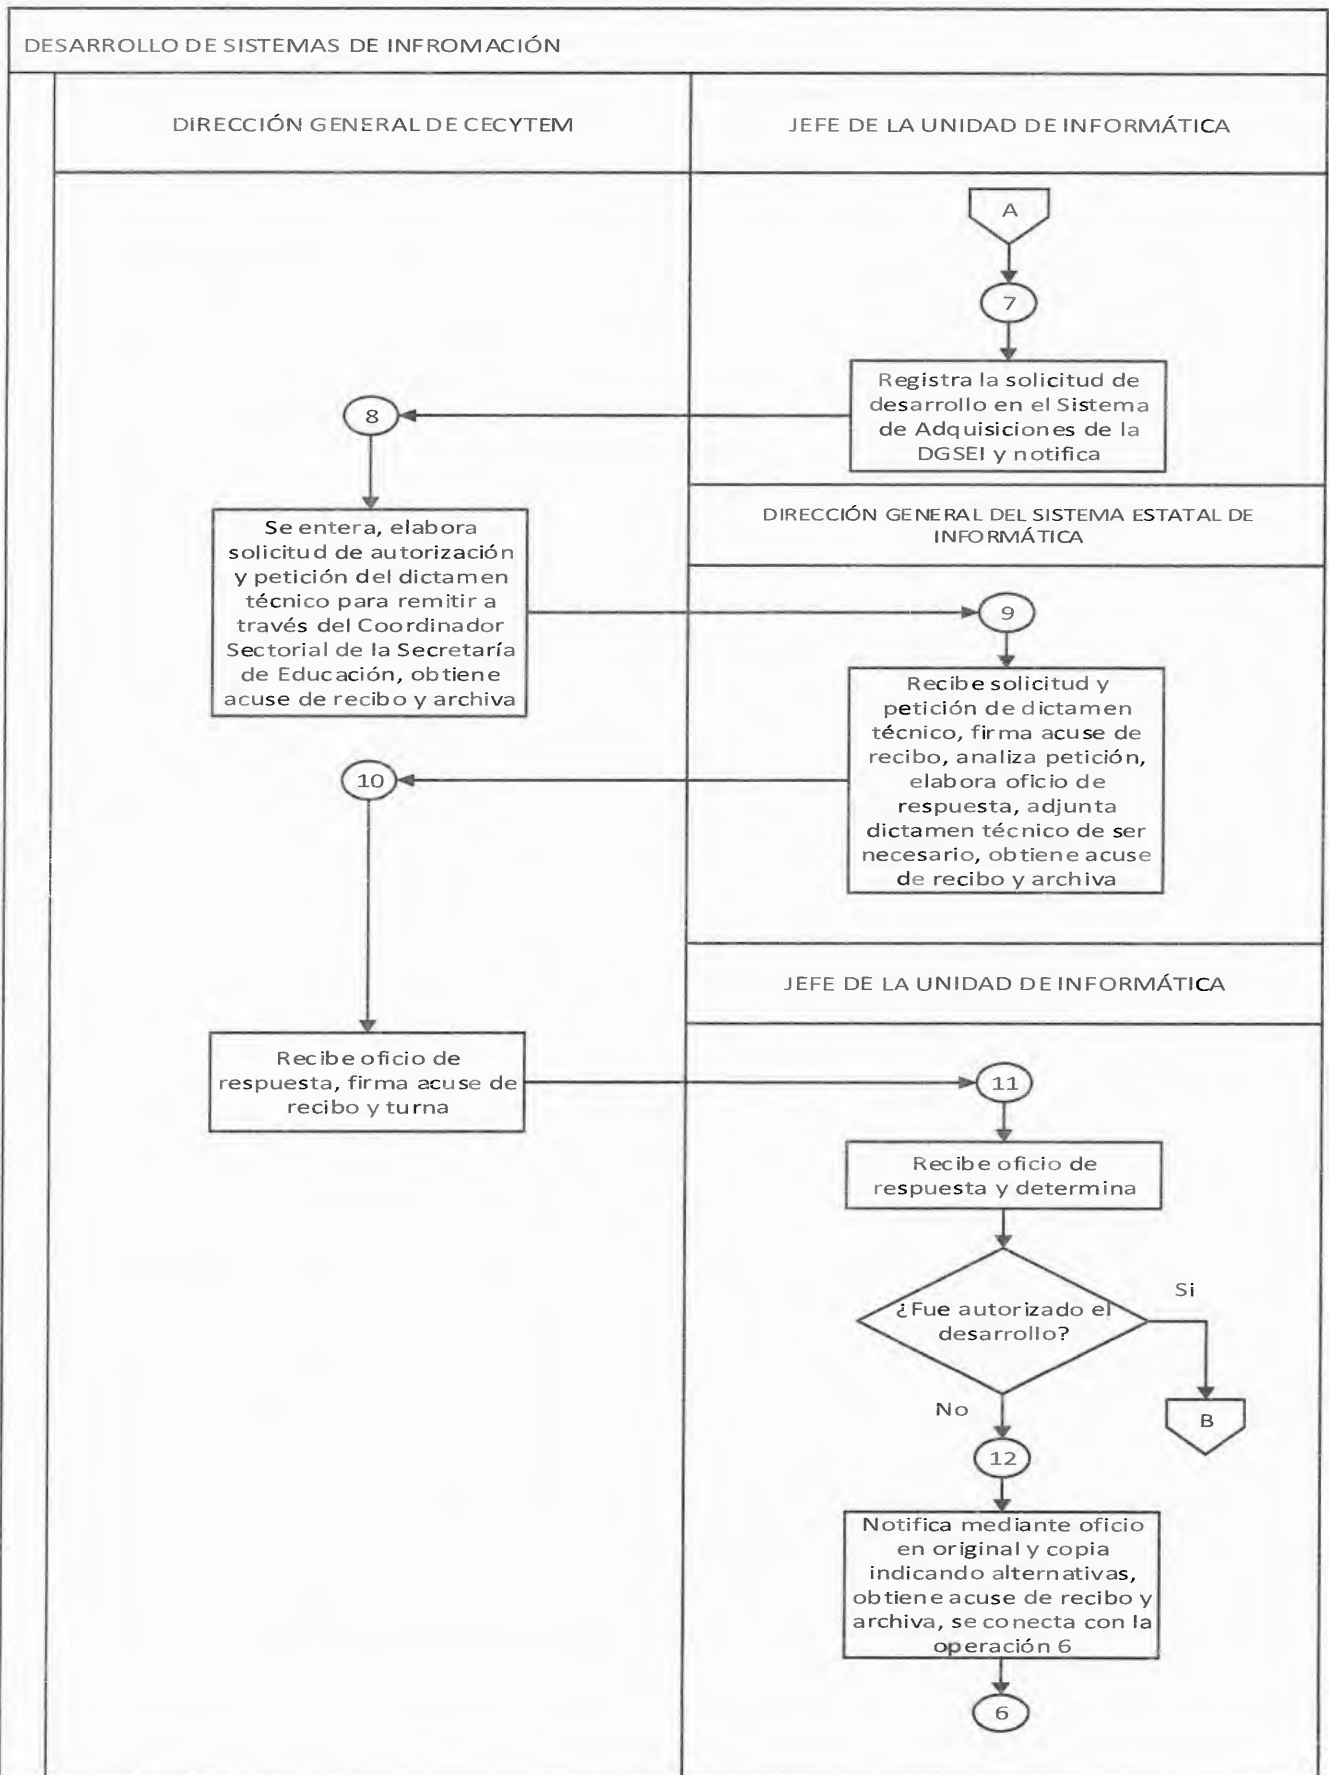 DESARROLLO DE SISTEMAS DE INFROMACIÓN
DIRECCIÓN GENERAL DE CECYTEM
JEFE DE LA UNIDAD DE INFORMÁTICA
A
7
Registra la solicitud de
desarrollo en el Sistema
de Adquisiciones de la
DGSEI y notifica
8
Se entera, elabora
solicitud de autorización
y petición del dictamen
técnico para remitir a
través del Coordinador
Sectorial de la Secretaría
de Educación, obtiene
acuse de recibo y archiva
DIRECCIÓN GENERAL DEL SISTEMA ESTATAL DE
INFORMÁTICA
9
Recibe solicitud y
petición de dictamen
técnico, firma acuse de
recibo, analiza petición,
elabora oficio de
respuesta, adjunta
dictamen técnico de ser
necesario, obtiene acuse
de recibo y archiva
10
Recibe oficio de
respuesta, firma acuse de
recibo y turna
JEFE DE LA UNIDAD DE INFORMÁTICA
11
Recibe oficio de
respuesta y determina
¿Fue autorizado el
desarrollo?
Si
B
No
12
Notifica mediante oficio
en original y copia
indicando alternativas,
obtiene acuse de recibo y
archiva, se conecta con la
operación 6
6